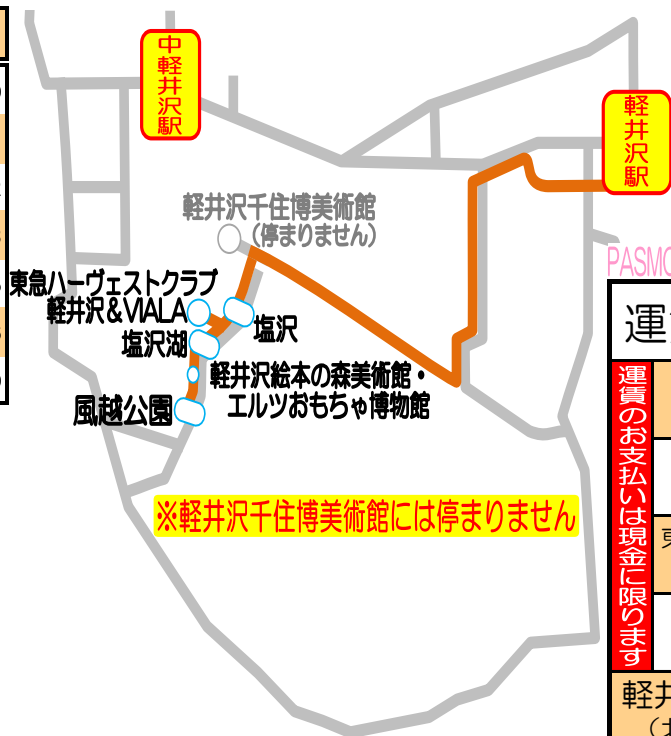 中軽井沢駅
軽井沢駅
軽井沢千住博美術館
（停まりません）
東急ハーヴェストクラブ
軽井沢＆VIALA
塩沢
塩沢湖
軽井沢絵本の森美術館・
エルツおもちゃ博物館
風越公園
※軽井沢千住博美術館には停まりません
PASMO
運
運賃のお支払いは現金に限ります
軽井